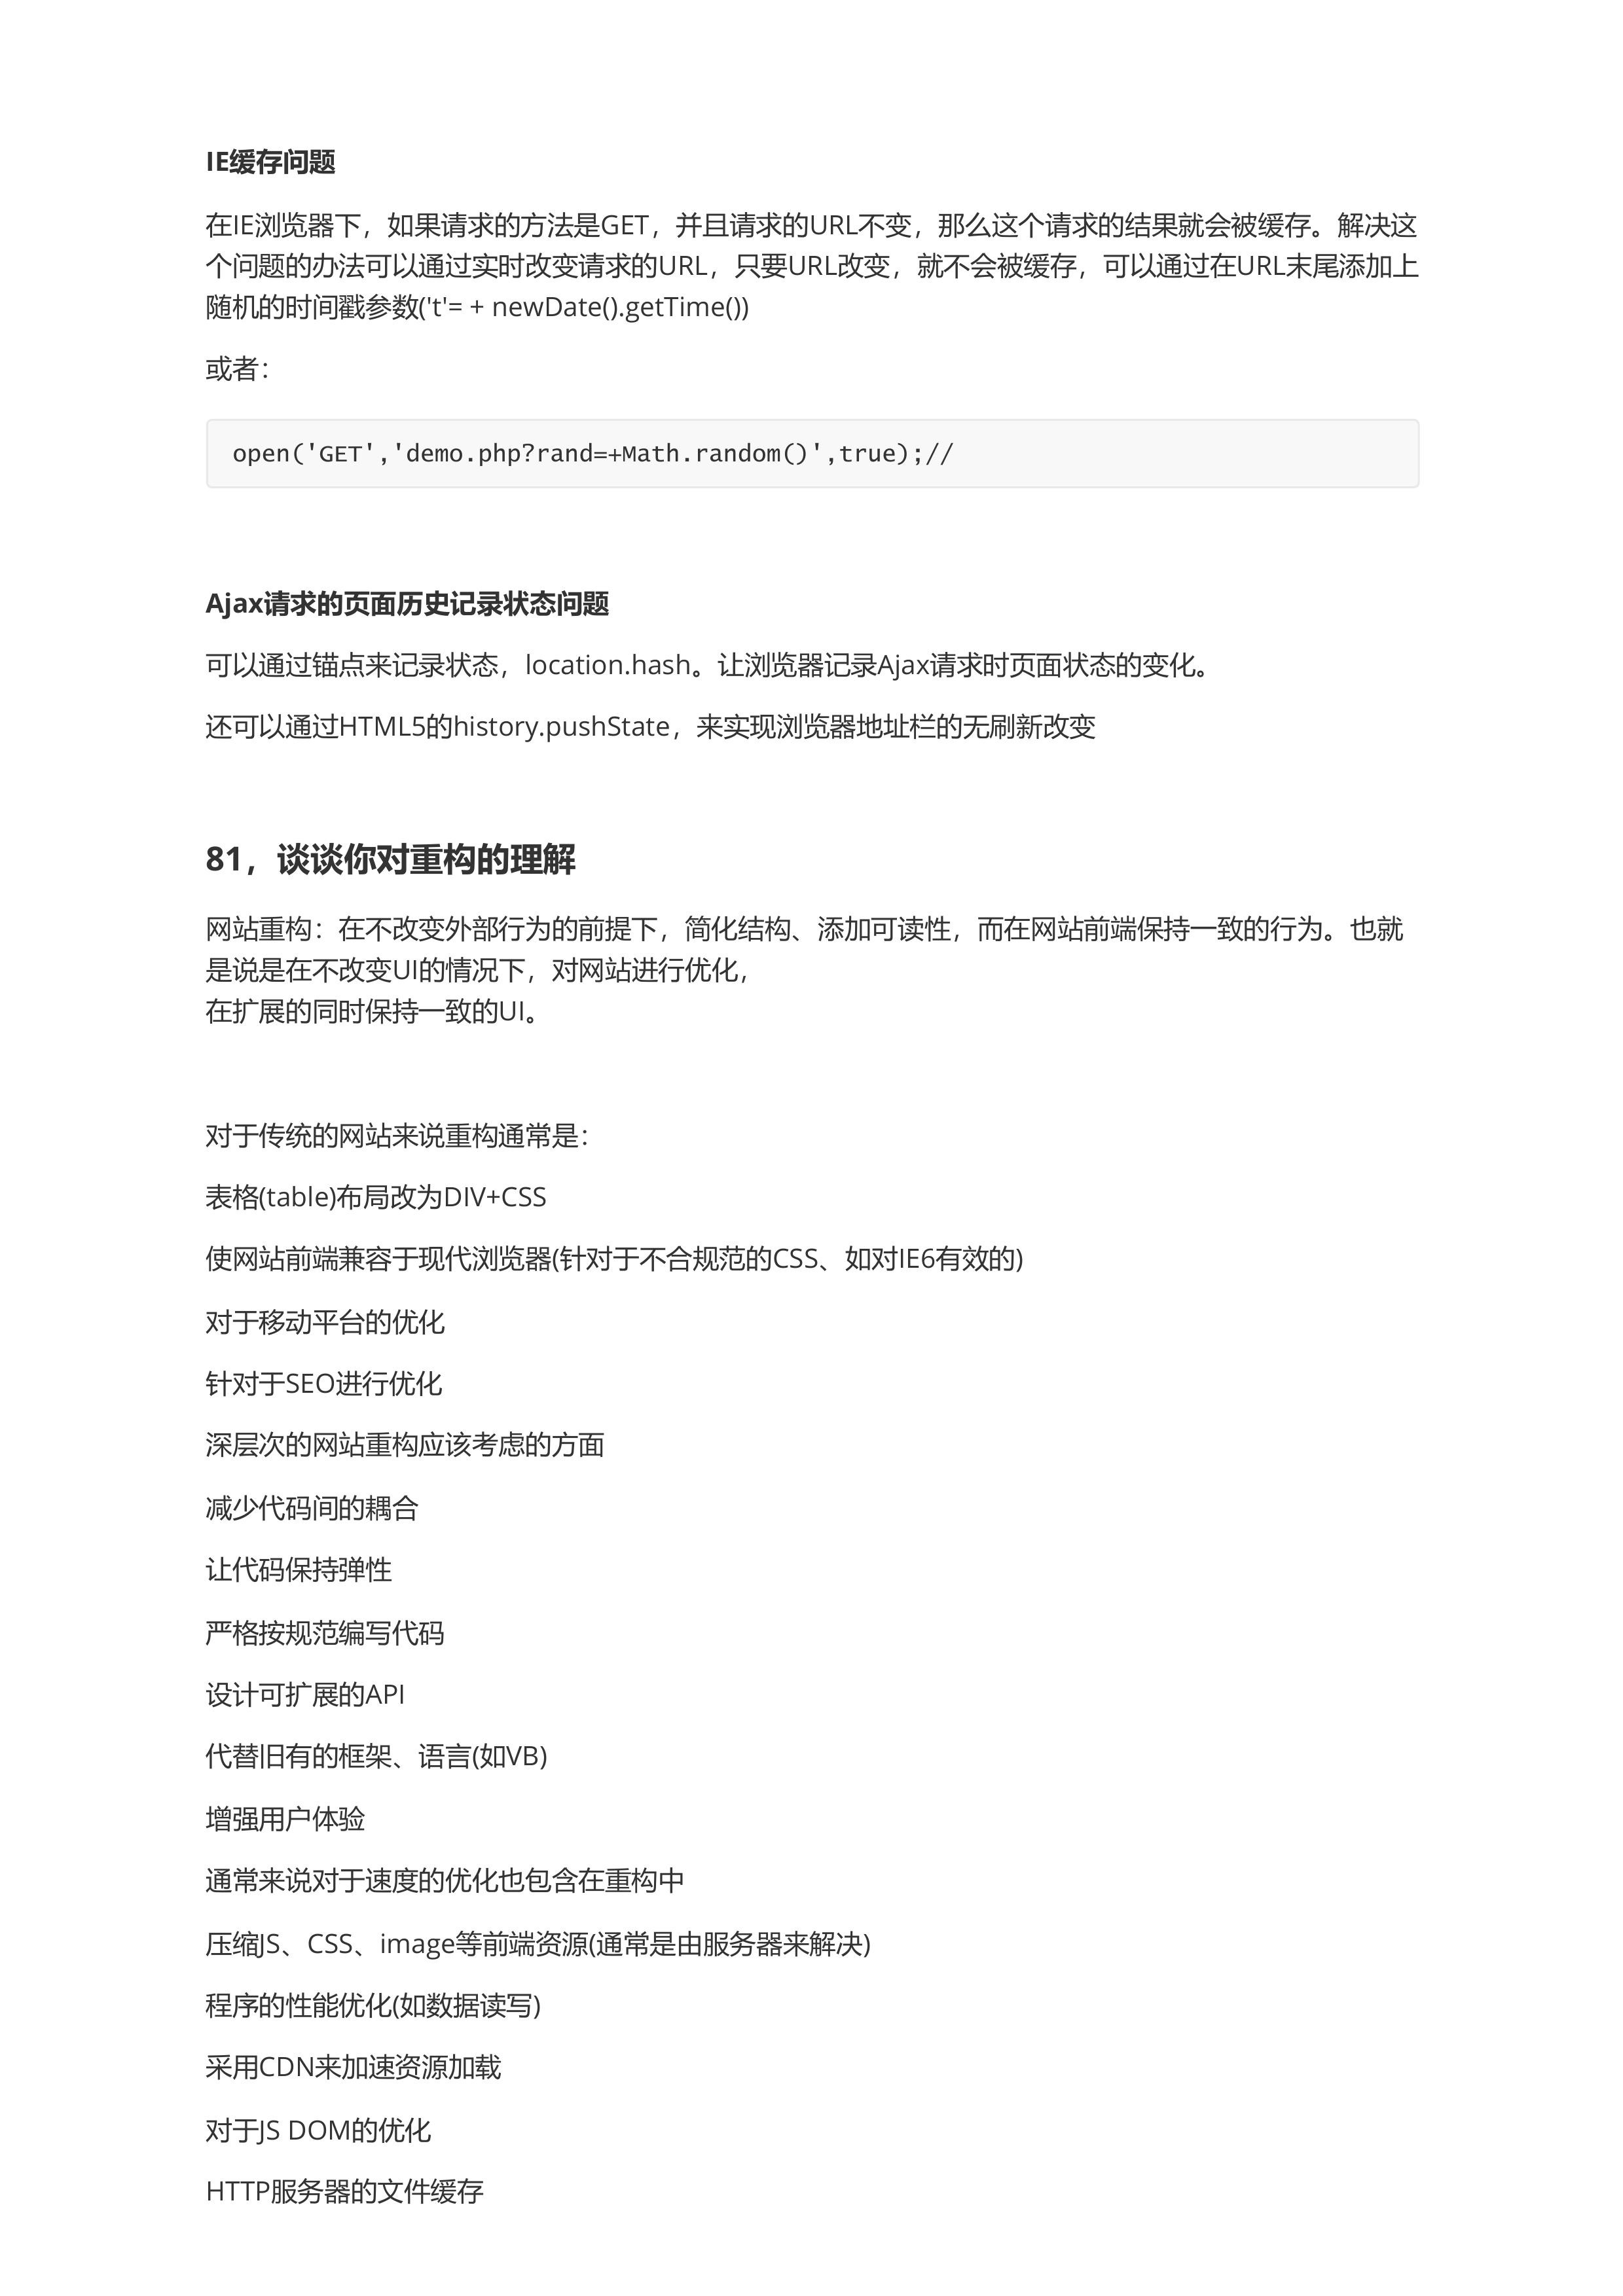 IE缓存问题
在IE浏览器下，如果请求的方法是GET，并且请求的URL不变，那么这个请求的结果就会被缓存。解决这
个问题的办法可以通过实时改变请求的URL，只要URL改变，就不会被缓存，可以通过在URL末尾添加上
随机的时间戳参数('t'= + newDate().getTime())
或者：
open('GET','demo.php?rand=+Math.random()',true);//
Ajax请求的页面历史记录状态问题
可以通过锚点来记录状态，location.hash。让浏览器记录Ajax请求时页面状态的变化。
还可以通过HTML5的history.pushState，来实现浏览器地址栏的无刷新改变
81，谈谈你对重构的理解
网站重构：在不改变外部行为的前提下，简化结构、添加可读性，而在网站前端保持一致的行为。也就
是说是在不改变UI的情况下，对网站进行优化，
在扩展的同时保持一致的UI。
对于传统的网站来说重构通常是：
表格(table)布局改为DIV+CSS
使网站前端兼容于现代浏览器(针对于不合规范的CSS、如对IE6有效的)
对于移动平台的优化
针对于SEO进行优化
深层次的网站重构应该考虑的方面
减少代码间的耦合
让代码保持弹性
严格按规范编写代码
设计可扩展的API
代替旧有的框架、语言(如VB)
增强用户体验
通常来说对于速度的优化也包含在重构中
压缩JS、CSS、image等前端资源(通常是由服务器来解决)
程序的性能优化(如数据读写)
采用CDN来加速资源加载
对于JS DOM的优化
HTTP服务器的文件缓存